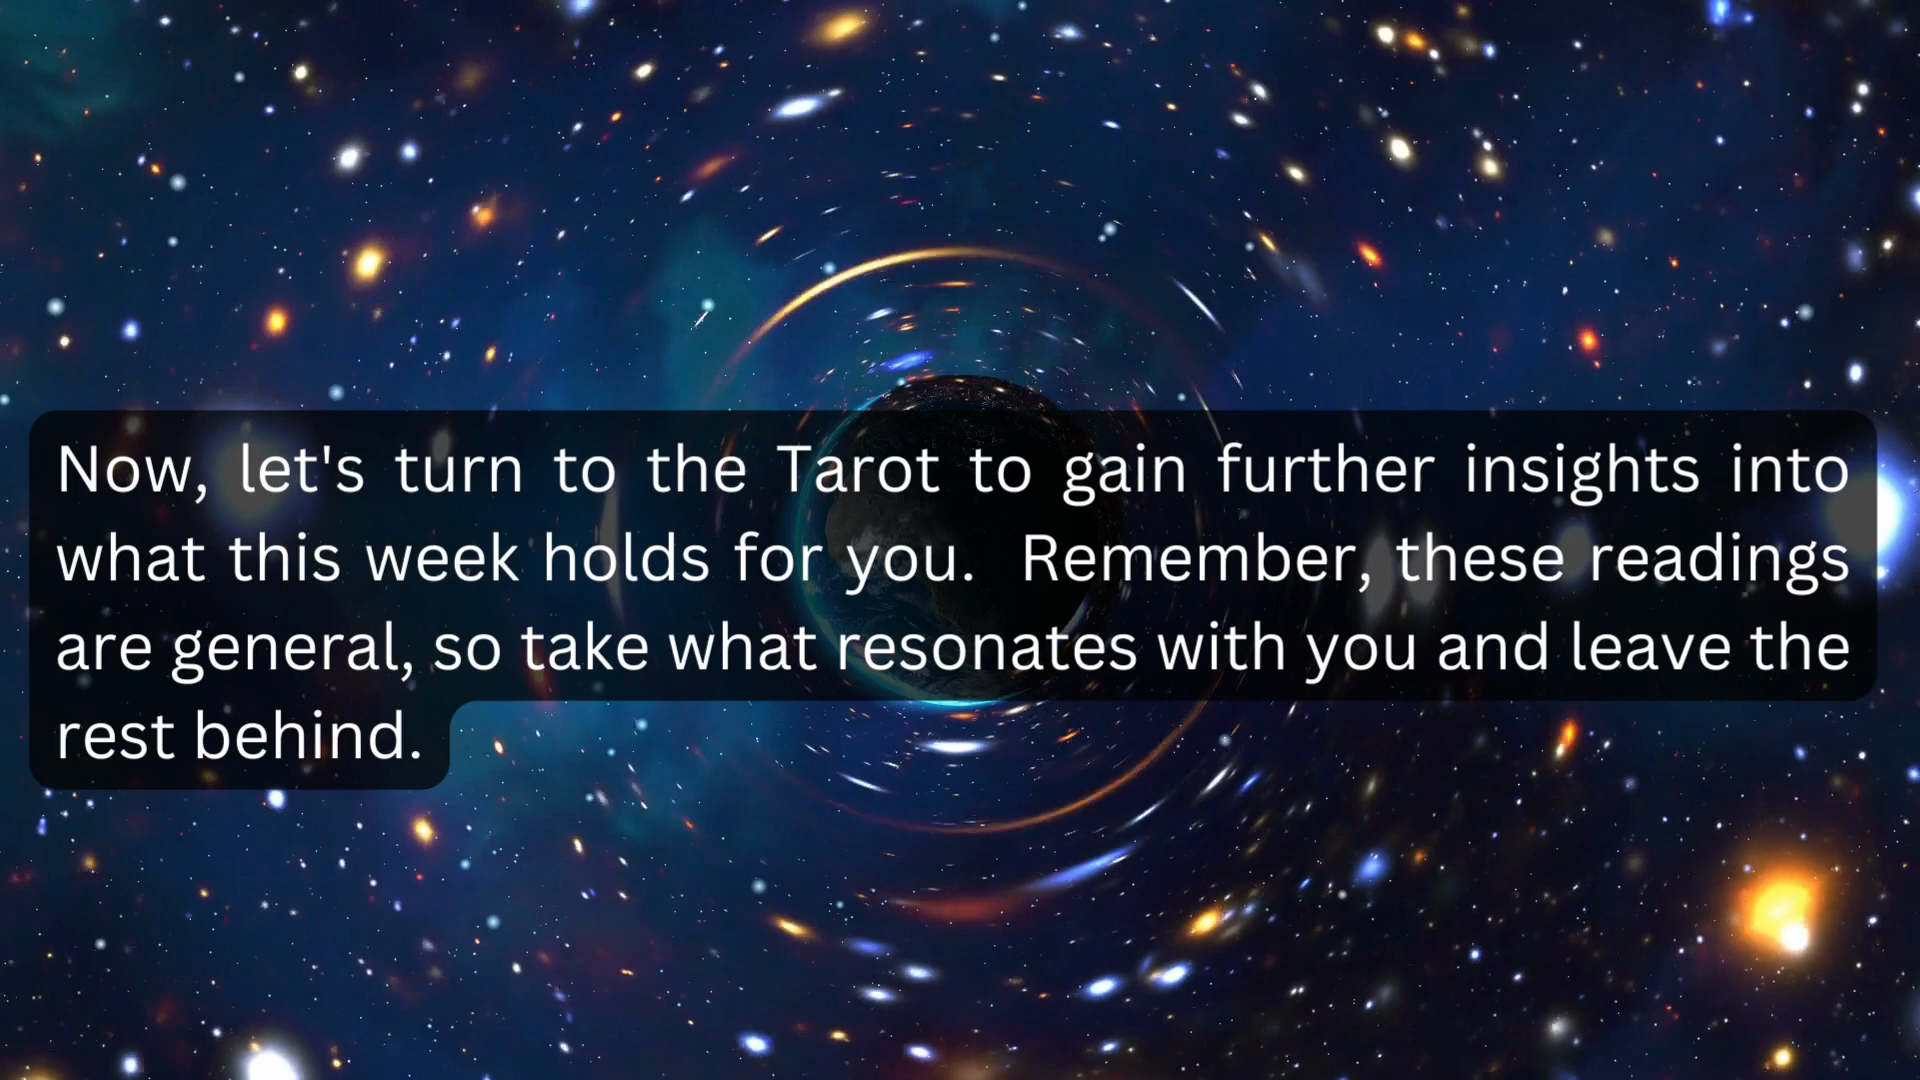 Now, let's turn to the Tarot to gain further insights into
what this week holds for you.  Remember, these readings
are general, so take what resonates with you and leave the
rest behind.